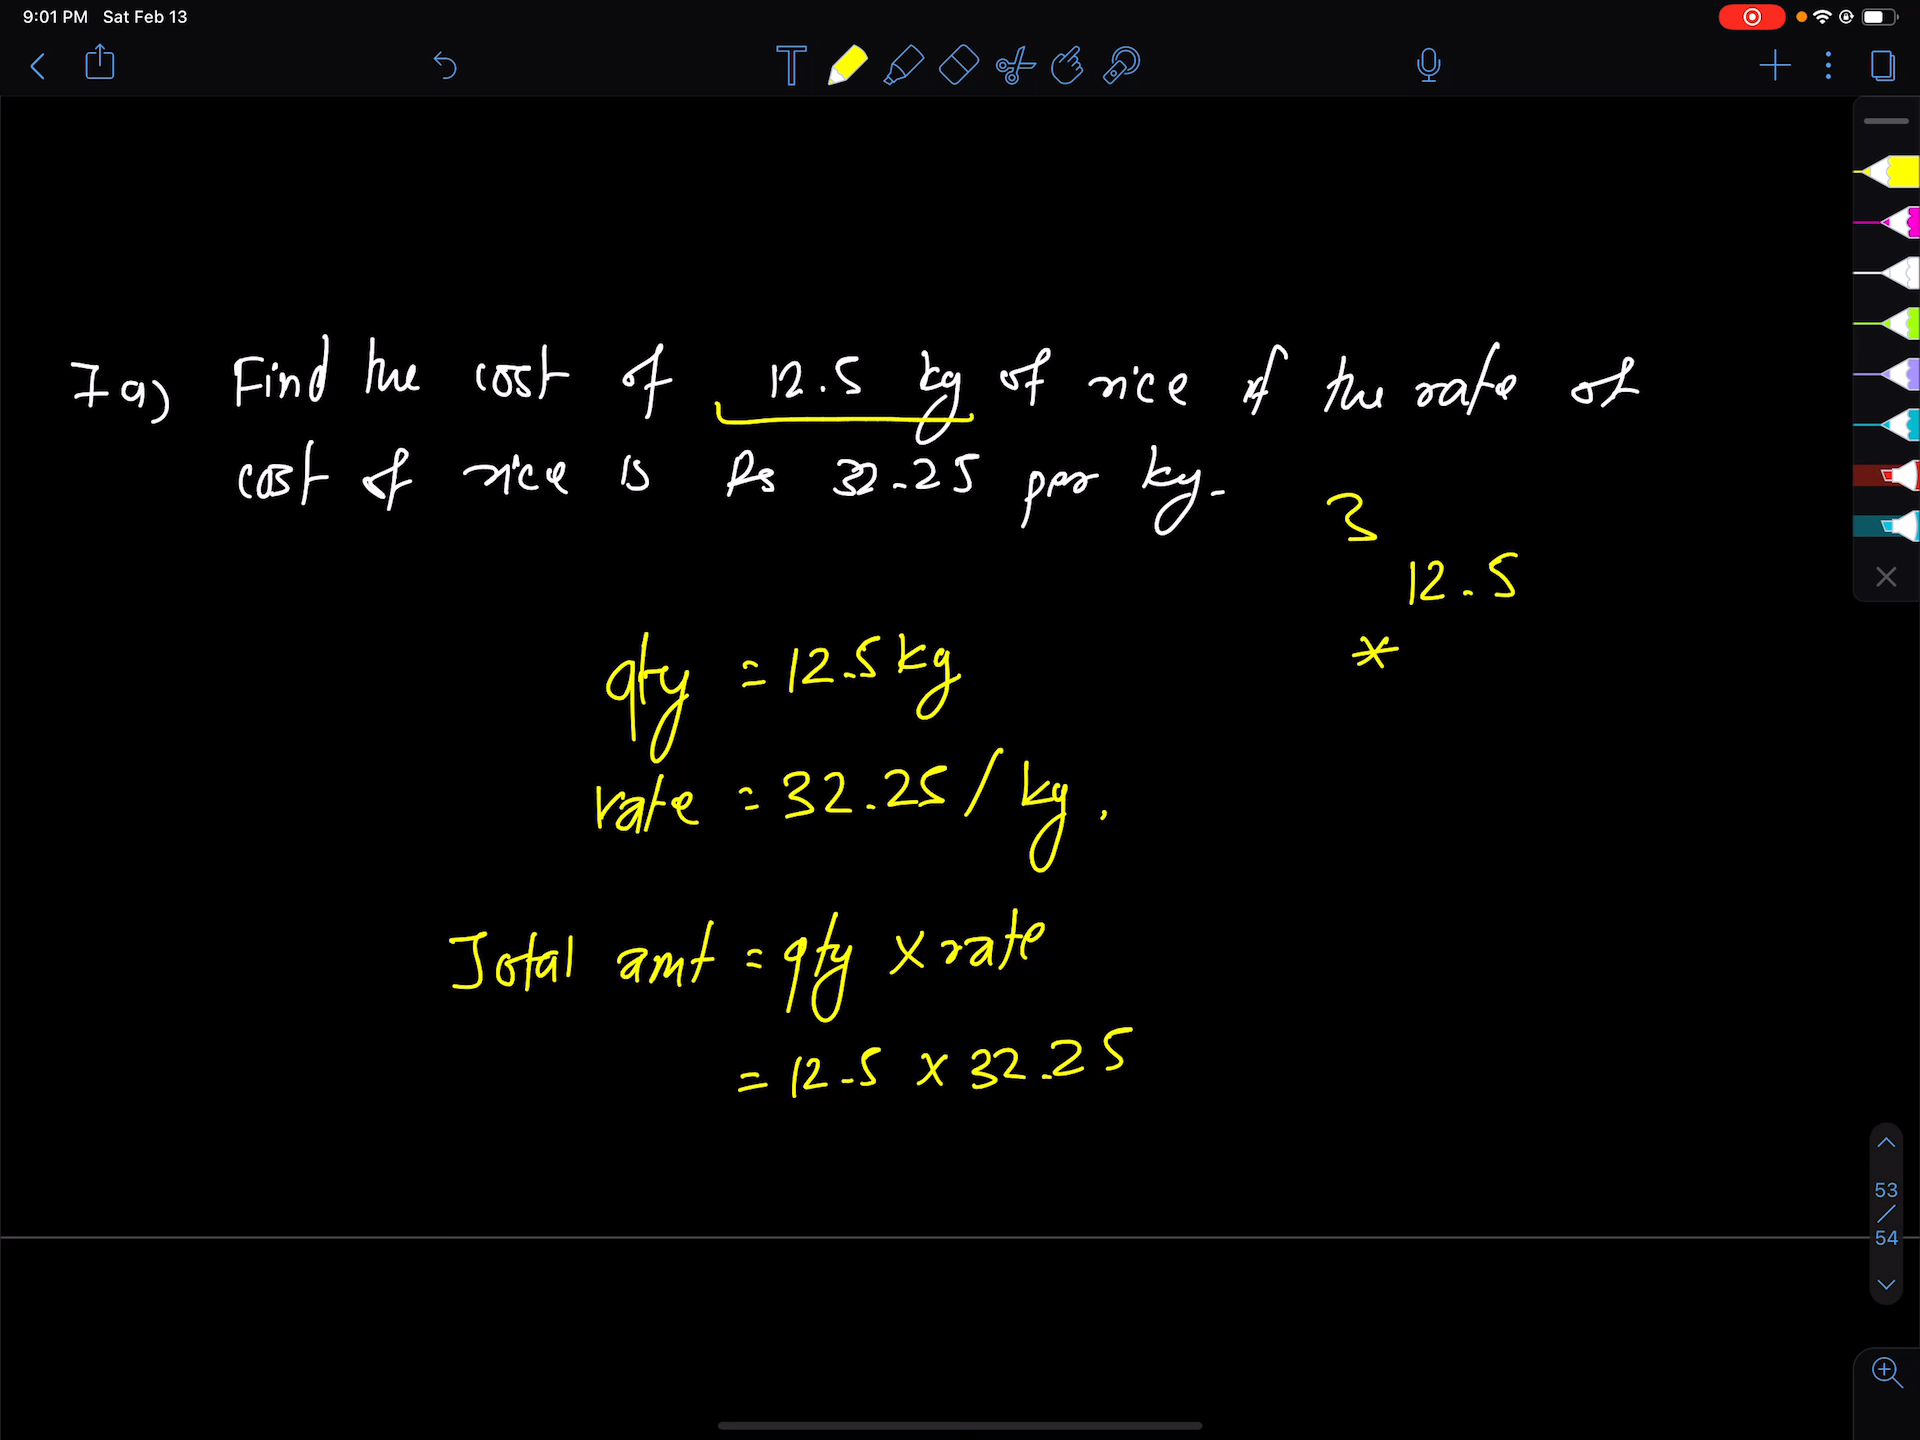 9:01 PM Sat Feb 13
7 a) Find the cost of 12.5 kg of rice if the rate of
cost of rice is Rs 32.25 per kg.
3
12.5
*
qty = 12.5 kg
rate = 32.25 / kg.
Total amt = qty × rate
= 12.5 × 32.25
53
/
54